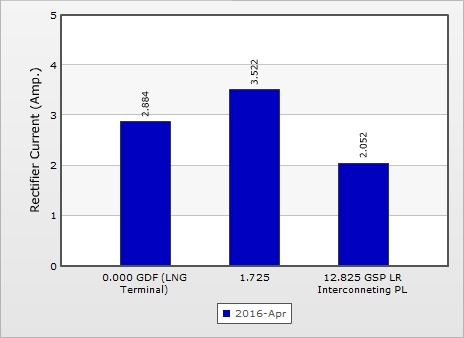 Rectifier Current (Amp.)
5
4
3
2
1
0
2.884
3.522
2.052
0.000 GDF (LNG
Terminal)
1.725
12.825 GSP LR
Interconneting PL
2016-Apr